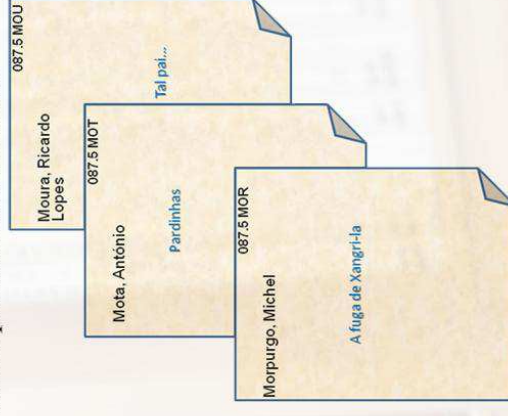 087.5 MOU
Moura, Ricardo
Lopes
Tal pai...
087.5 MOT
Mota, António
Pardinhas
087.5 MOR
Morpurgo, Michel
A fuga de Xangri-la